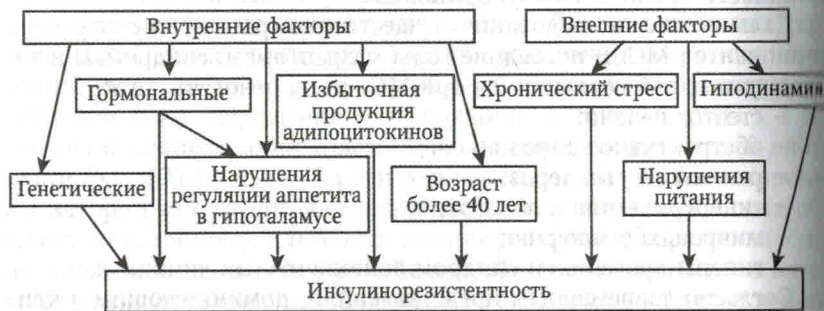 Внутренние факторы
Внешние факторы
Гормональные
Избыточная
продукция
адипоцитокинов
Хронический стресс
Гиподинамия
Генетические
Нарушения
регуляции аппетита
в гипоталамусе
Возраст
более 40 лет
Нарушения
питания
Инсулинорезистентность